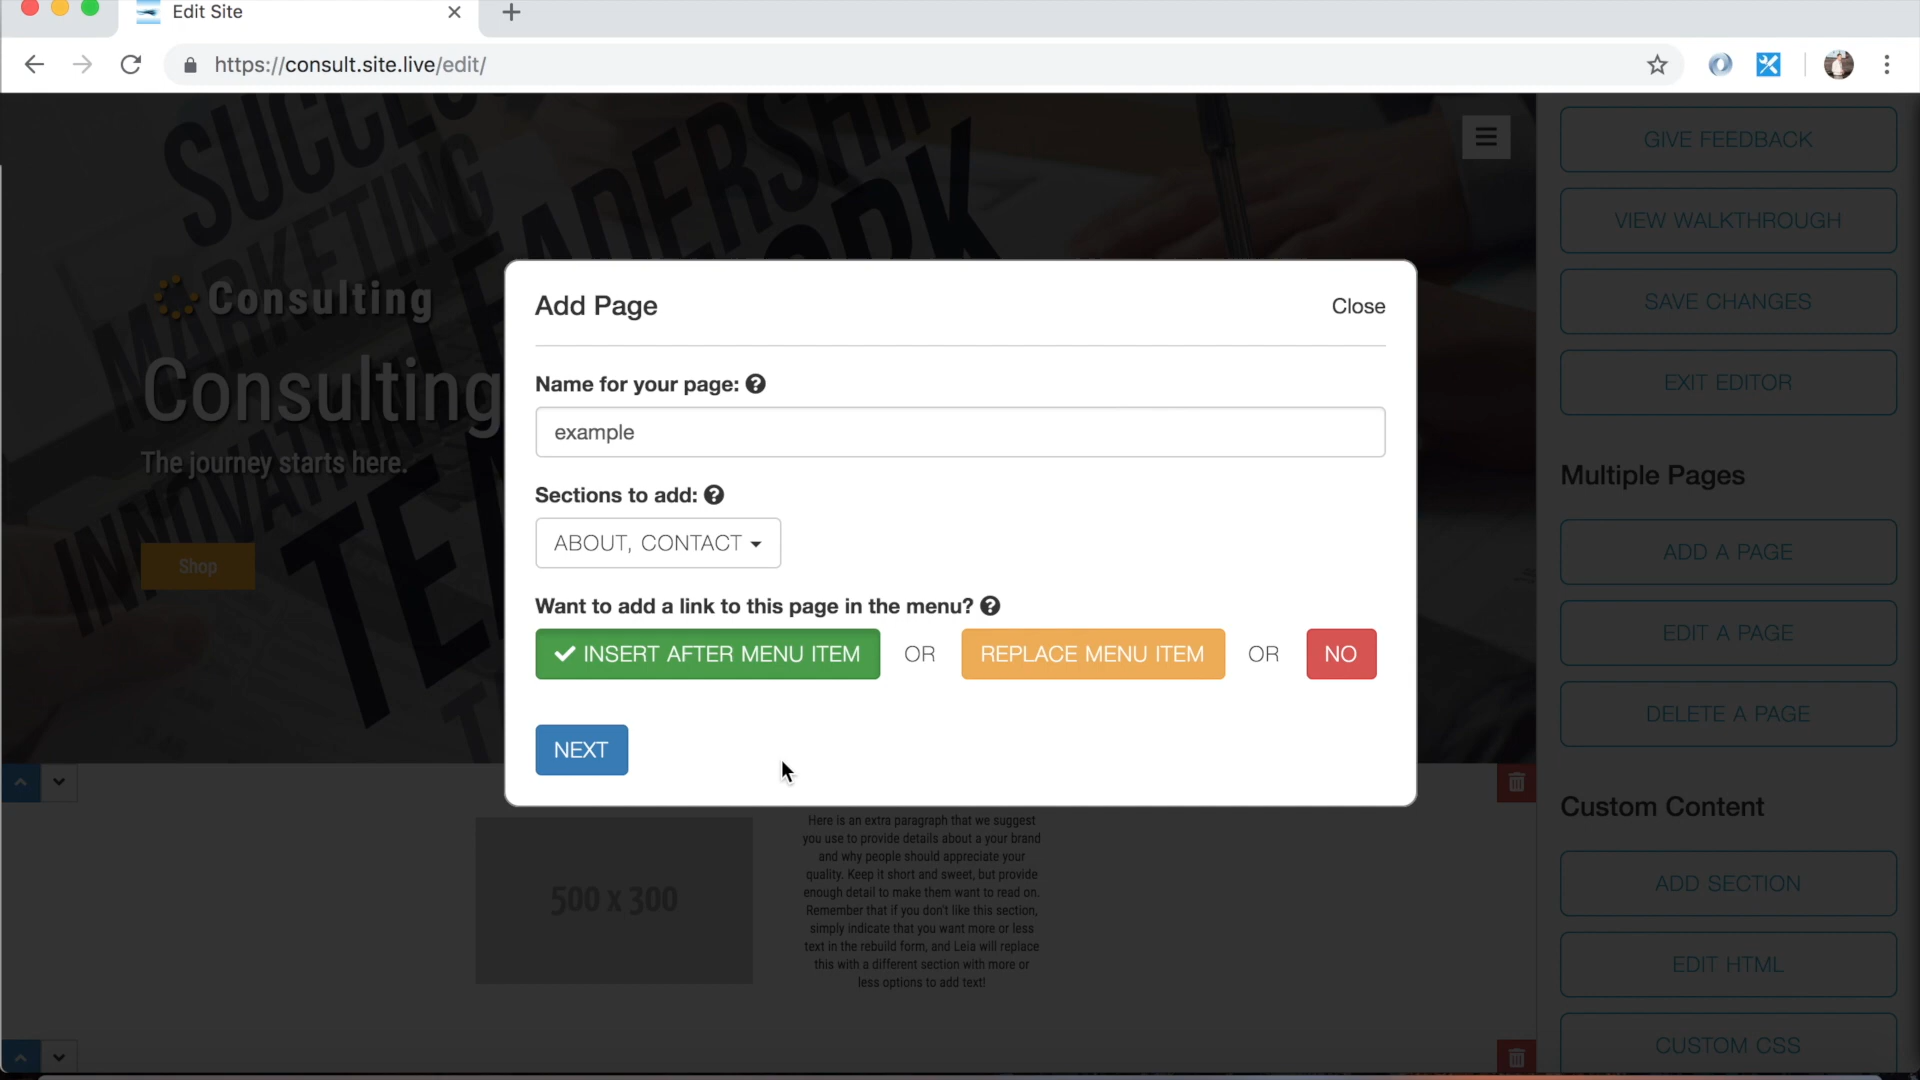 Edit Site
https://consult.site.live/edit/
SUCCESS
MARKETING
LEADERSHIP
INNOVATION
Consulting
Consulting
The journey starts here.
Shop
Add Page
Close
Name for your page:
example
Sections to add:
ABOUT, CONTACT
Want to add a link to this page in the menu?
INSERT AFTER MENU ITEM OR REPLACE MENU ITEM OR NO
NEXT
500 x 300
Here is an extra paragraph that we suggest
you use to provide details about a your brand
and why people should appreciate your
quality. Keep it short and sweet, but provide
enough detail to make them want to read on.
Remember that if you don't like this section,
simply indicate that you want more or less
text in the rebuild form, and Leia will replace
this with a different section with more or
less options to add text!
GIVE FEEDBACK
VIEW WALKTHROUGH
SAVE CHANGES
EXIT EDITOR
Multiple Pages
ADD A PAGE
EDIT A PAGE
DELETE A PAGE
Custom Content
ADD SECTION
EDIT HTML
CUSTOM CSS